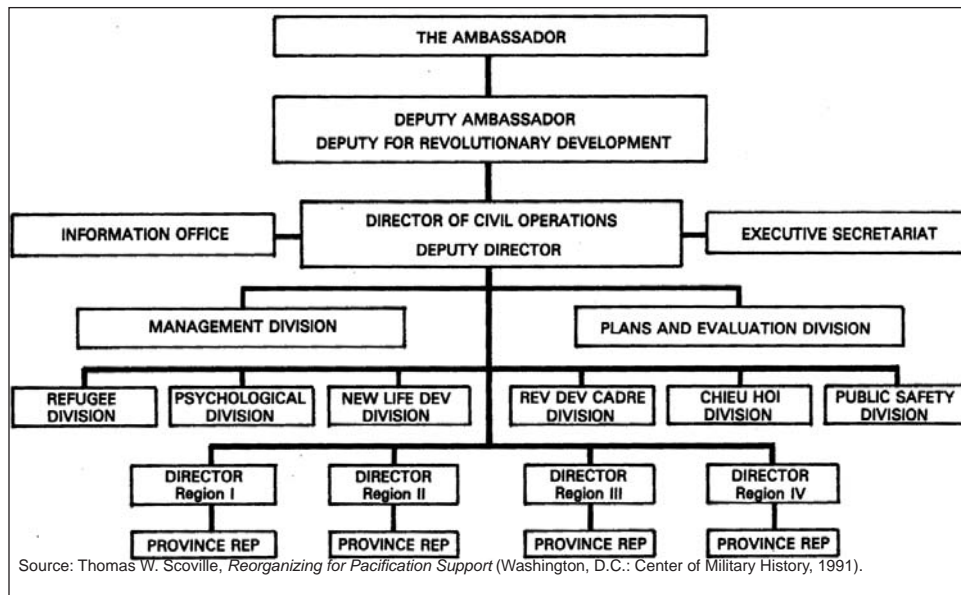 THE AMBASSADOR
DEPUTY AMBASSADOR
DEPUTY FOR REVOLUTIONARY DEVELOPMENT
INFORMATION OFFICE
DIRECTOR OF CIVIL OPERATIONS
DEPUTY DIRECTOR
EXECUTIVE SECRETARIAT
MANAGEMENT DIVISION
PLANS AND EVALUATION DIVISION
REFUGEE
DIVISION
PSYCHOLOGICAL
DIVISION
NEW LIFE DEV
DIVISION
REV DEV CADRE
DIVISION
CHIEU HOI
DIVISION
PUBLIC SAFETY
DIVISION
DIRECTOR
Region I
DIRECTOR
Region II
DIRECTOR
Region III
DIRECTOR
Region IV
PROVINCE REP
PROVINCE REP
PROVINCE REP
PROVINCE REP
Source: Thomas W. Scoville, Reorganizing for Pacification Support (Washington, D.C.: Center of Military History, 1991).